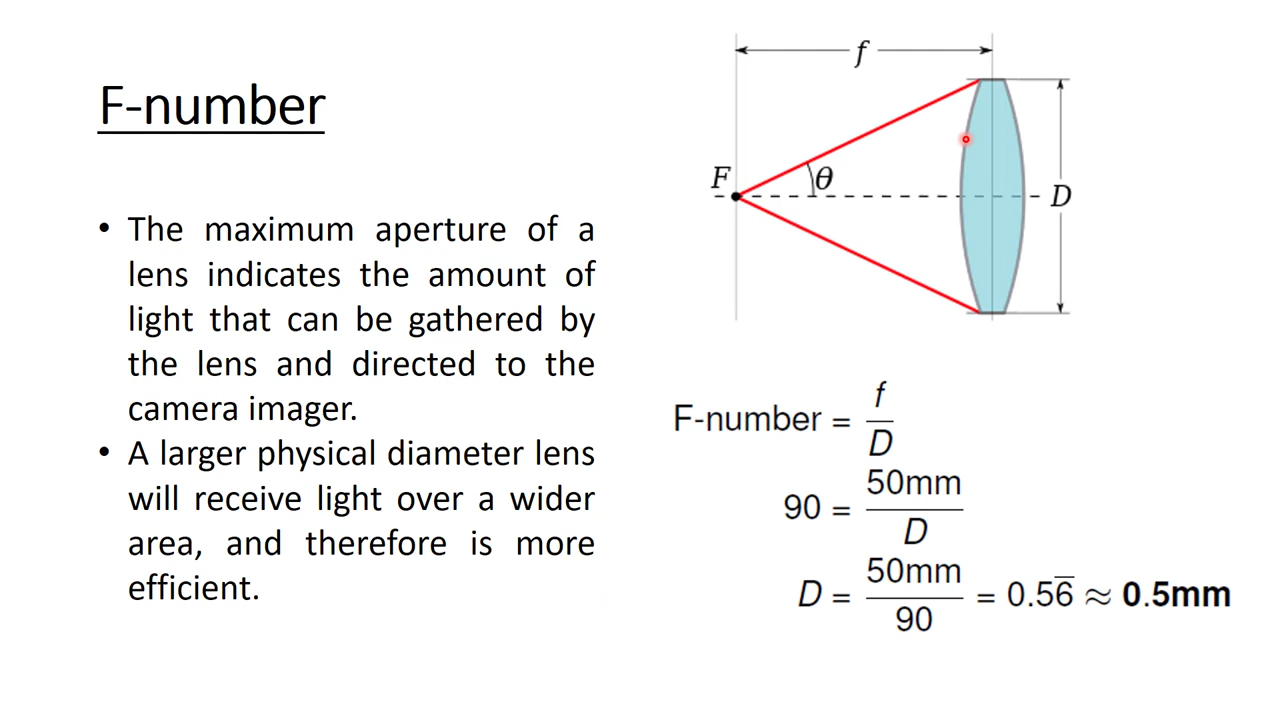 F-number
• The maximum aperture of a
lens indicates the amount of
light that can be gathered by
the lens and directed to the
camera imager.
• A larger physical diameter lens
will receive light over a wider
area, and therefore is more
efficient.
f
F
θ
D
F-number = f/D
90 = 50mm/D
D = 50mm/90 = 0.56̅ ≈ 0.5mm